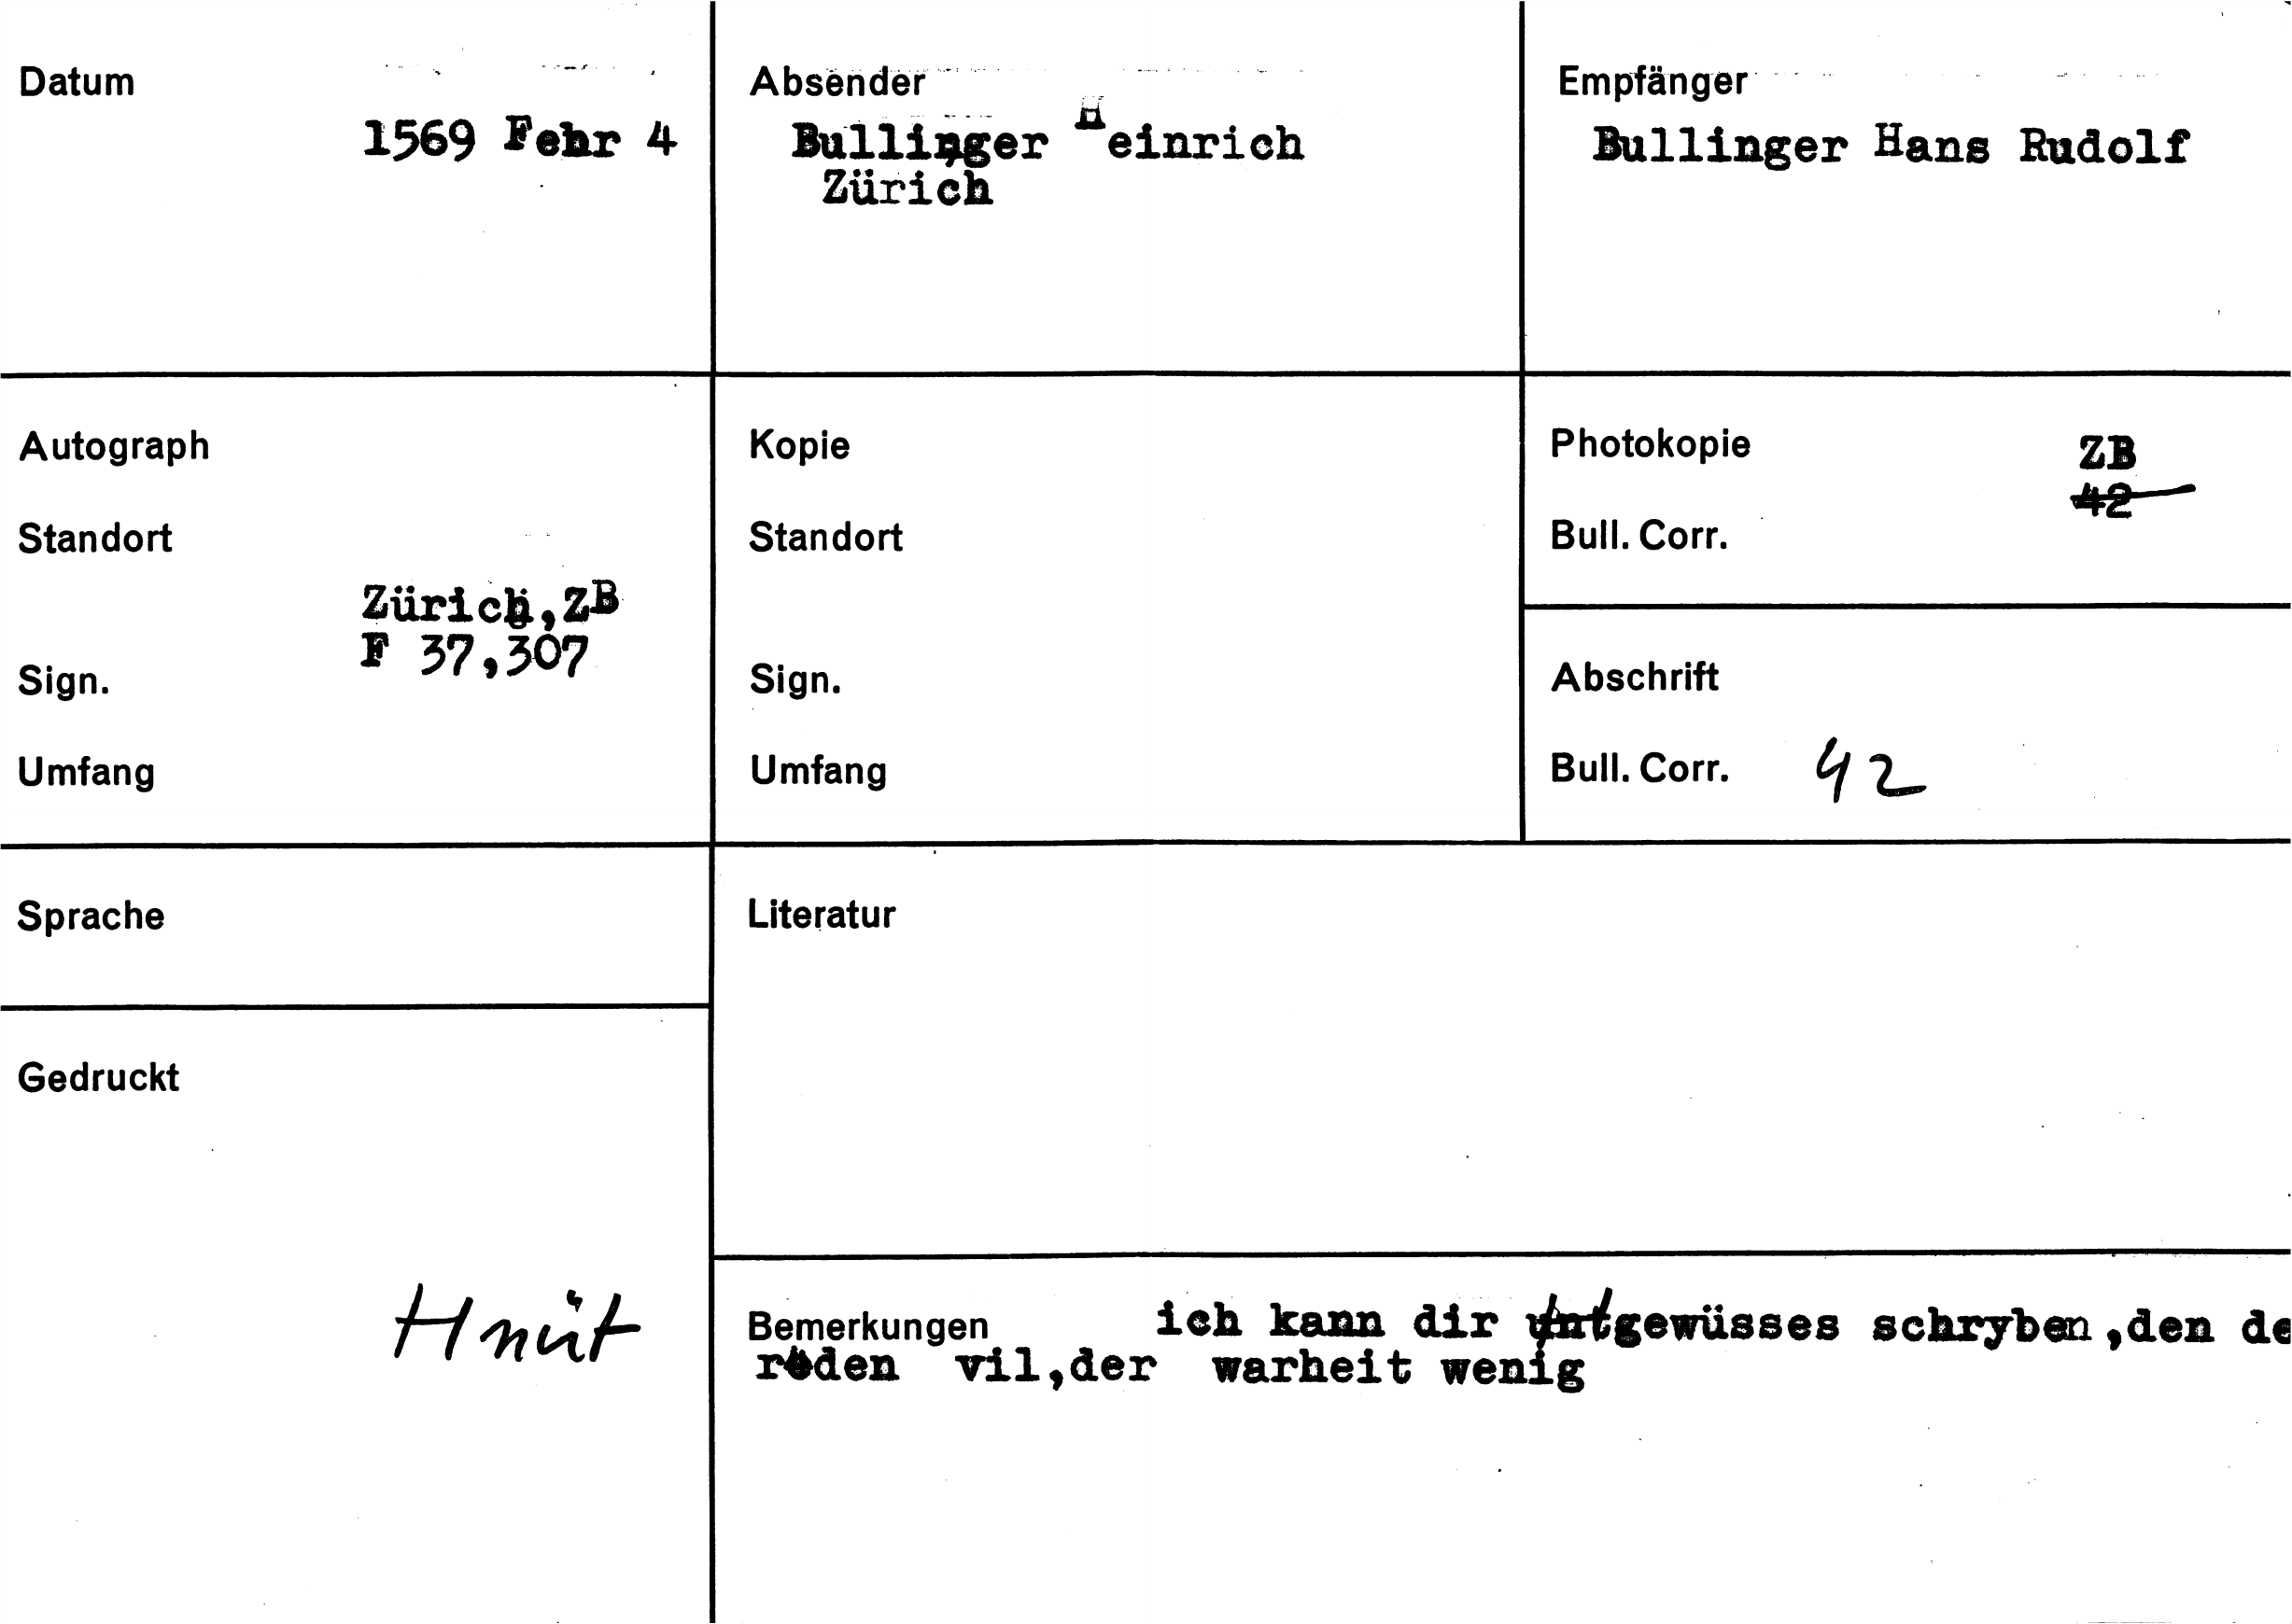 Datum
1569 Febr 4
Absender
Bullinger Heinrich
Zürich
Empfänger
Bullinger Hans Rudolf
Autograph
Standort
Zürich,ZB
F 37,307
Sign.
Umfang
Kopie
Standort
Sign.
Umfang
Photokopie ZB
42
Bull. Corr.
Abschrift
Bull. Corr. 42
Sprache
Literatur
Gedruckt
Hnüt
Bemerkungen ich kann dir gewüsses schryben,den de
reden vil,der warheit wenig